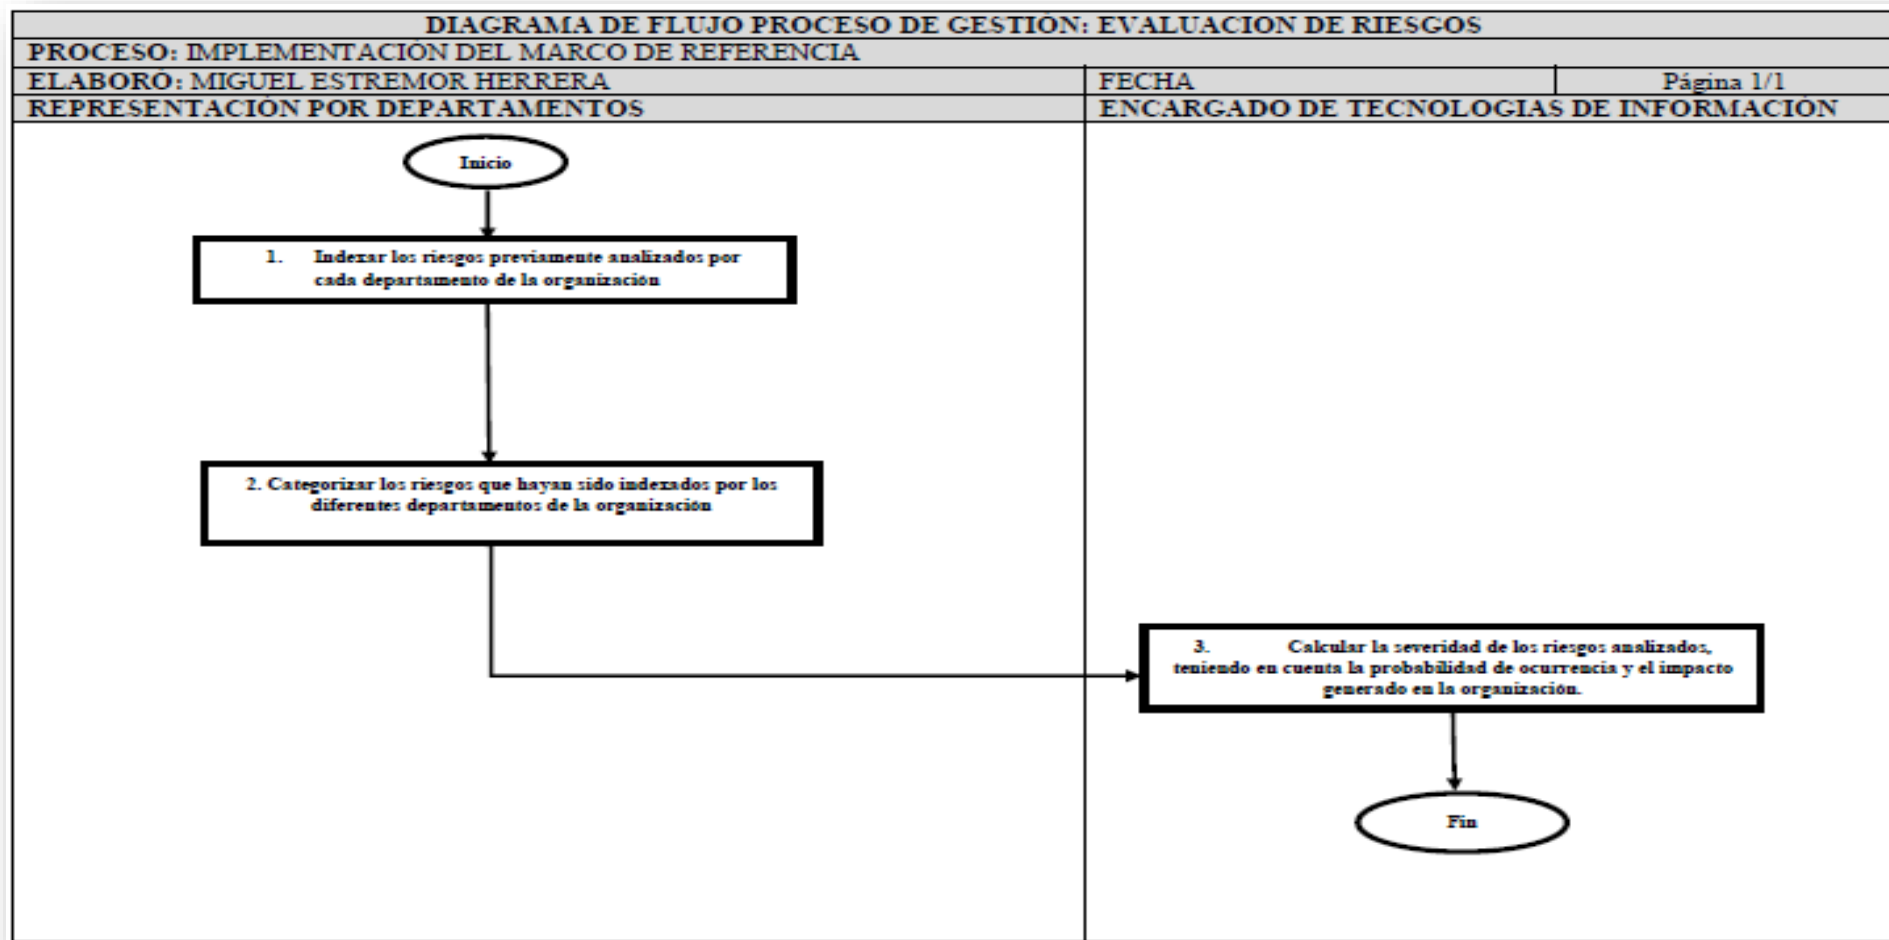 DIAGRAMA DE FLUJO PROCESO DE GESTIÓN: EVALUACION DE RIESGOS
PROCESO: IMPLEMENTACIÓN DEL MARCO DE REFERENCIA
ELABORÓ: MIGUEL ESTREMOR HERRERA
FECHA
Página 1/1
REPRESENTACIÓN POR DEPARTAMENTOS
ENCARGADO DE TECNOLOGIAS DE INFORMACIÓN
Inicio
1. Indexar los riesgos previamente analizados por
cada departamento de la organización
2. Categorizar los riesgos que hayan sido indexados por los
diferentes departamentos de la organización
3. Calcular la severidad de los riesgos analizados,
teniendo en cuenta la probabilidad de ocurrencia y el impacto
generado en la organización.
Fin